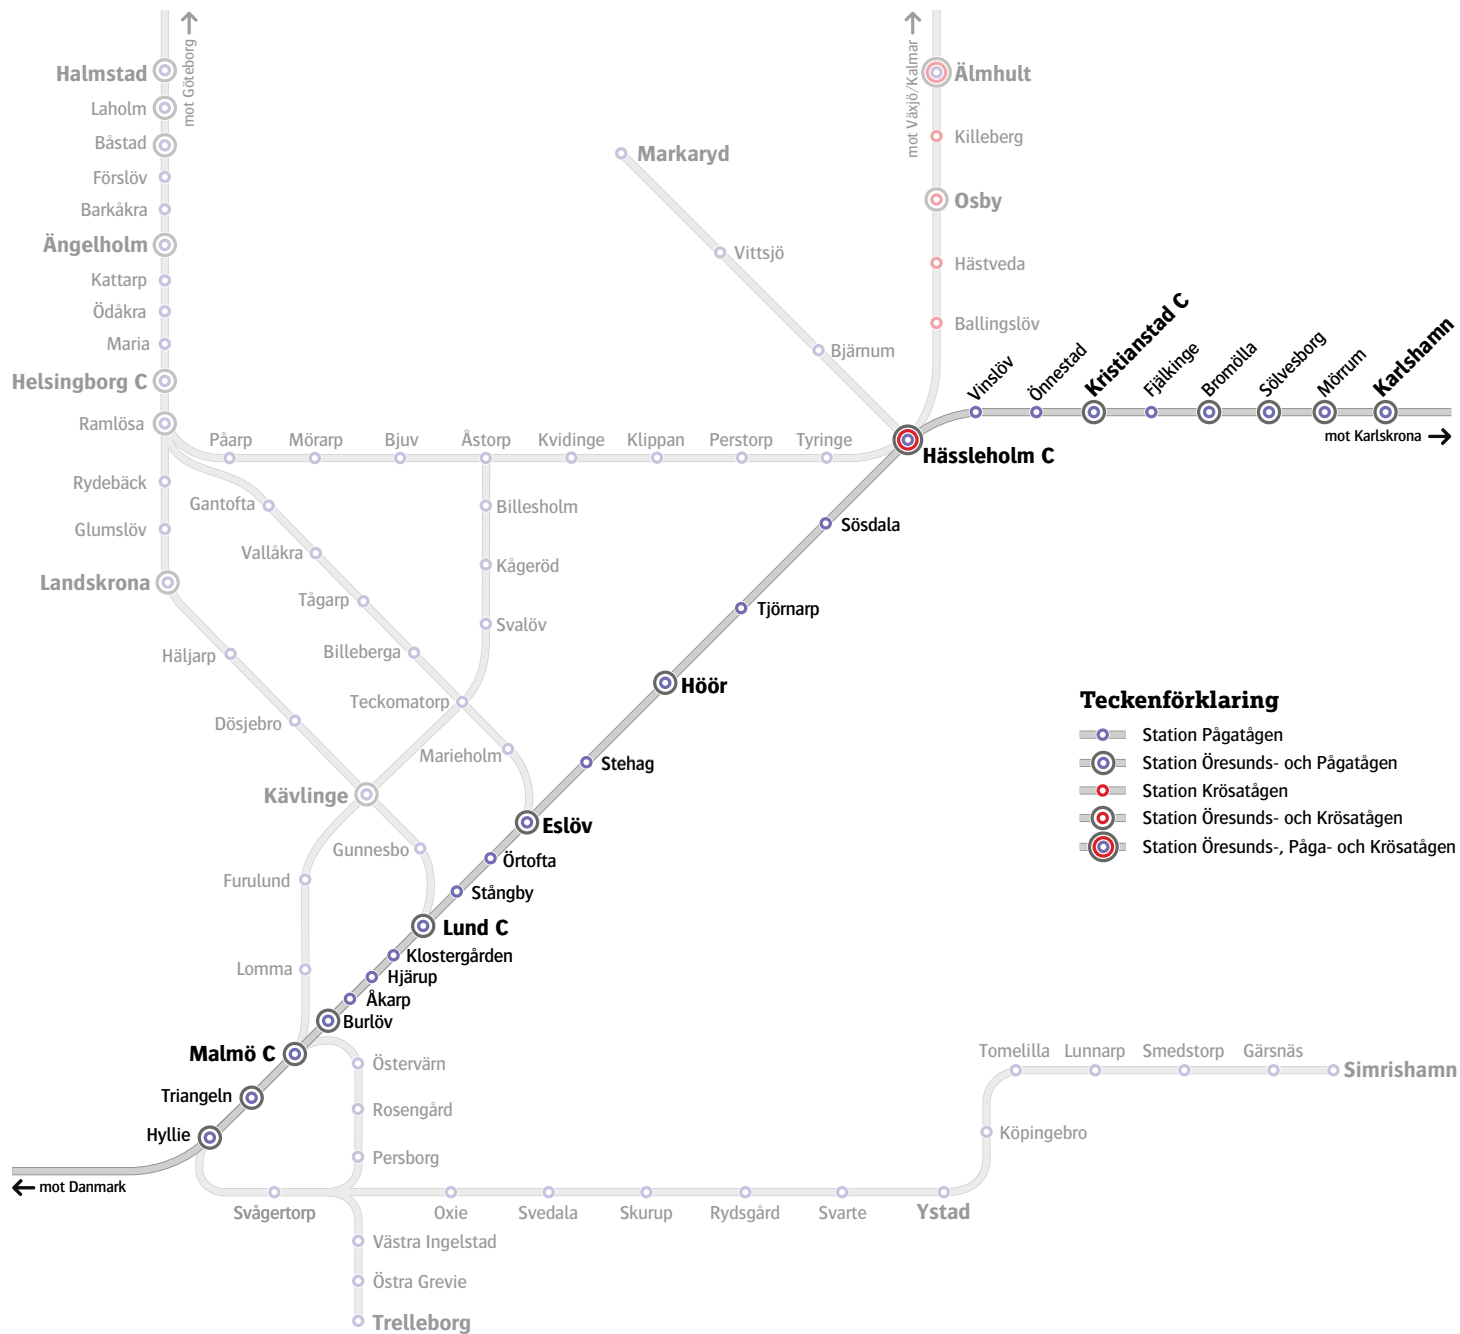 mot Göteborg
Halmstad
Laholm
Båstad
Förslöv
Barkåkra
Ängelholm
Kattarp
Ödåkra
Maria
Helsingborg C
Ramlösa
Rydebäck
Glumslöv
Landskrona
Häljarp
Dösjebro
Kävlinge
Furulund
Lomma
Gunnesbo
Påarp
Mörarp
Bjuv
Åstorp
Kvidinge
Klippan
Perstorp
Tyringe
Gantofta
Vallåkra
Tågarp
Billeberga
Teckomatorp
Marieholm
Billesholm
Kågeröd
Svalöv
Markaryd
Vittsjö
Bjärnum
mot Växjö/Kalmar
Älmhult
Killeberg
Osby
Hästveda
Ballingslöv
Vinslöv
Önnestad
Kristianstad C
Fjälkinge
Bromölla
Sölvesborg
Mörrum
Karlshamn
mot Karlskrona
Hässleholm C
Sösdala
Tjörnarp
Höör
Stehag
Eslöv
Örtofta
Stångby
Lund C
Klostergården
Hjärup
Åkarp
Burlöv
Malmö C
Triangeln
Hyllie
mot Danmark
Östervärn
Rosengård
Persborg
Svågertorp
Oxie
Svedala
Skurup
Rydsgård
Svarte
Ystad
Köpingebro
Tomelilla
Lunnarp
Smedstorp
Gärsnäs
Simrishamn
Västra Ingelstad
Östra Grevie
Trelleborg
Teckenförklaring
Station Pågatågen
Station Öresunds- och Pågatågen
Station Krösatågen
Station Öresunds- och Krösatågen
Station Öresunds-, Påga- och Krösatågen